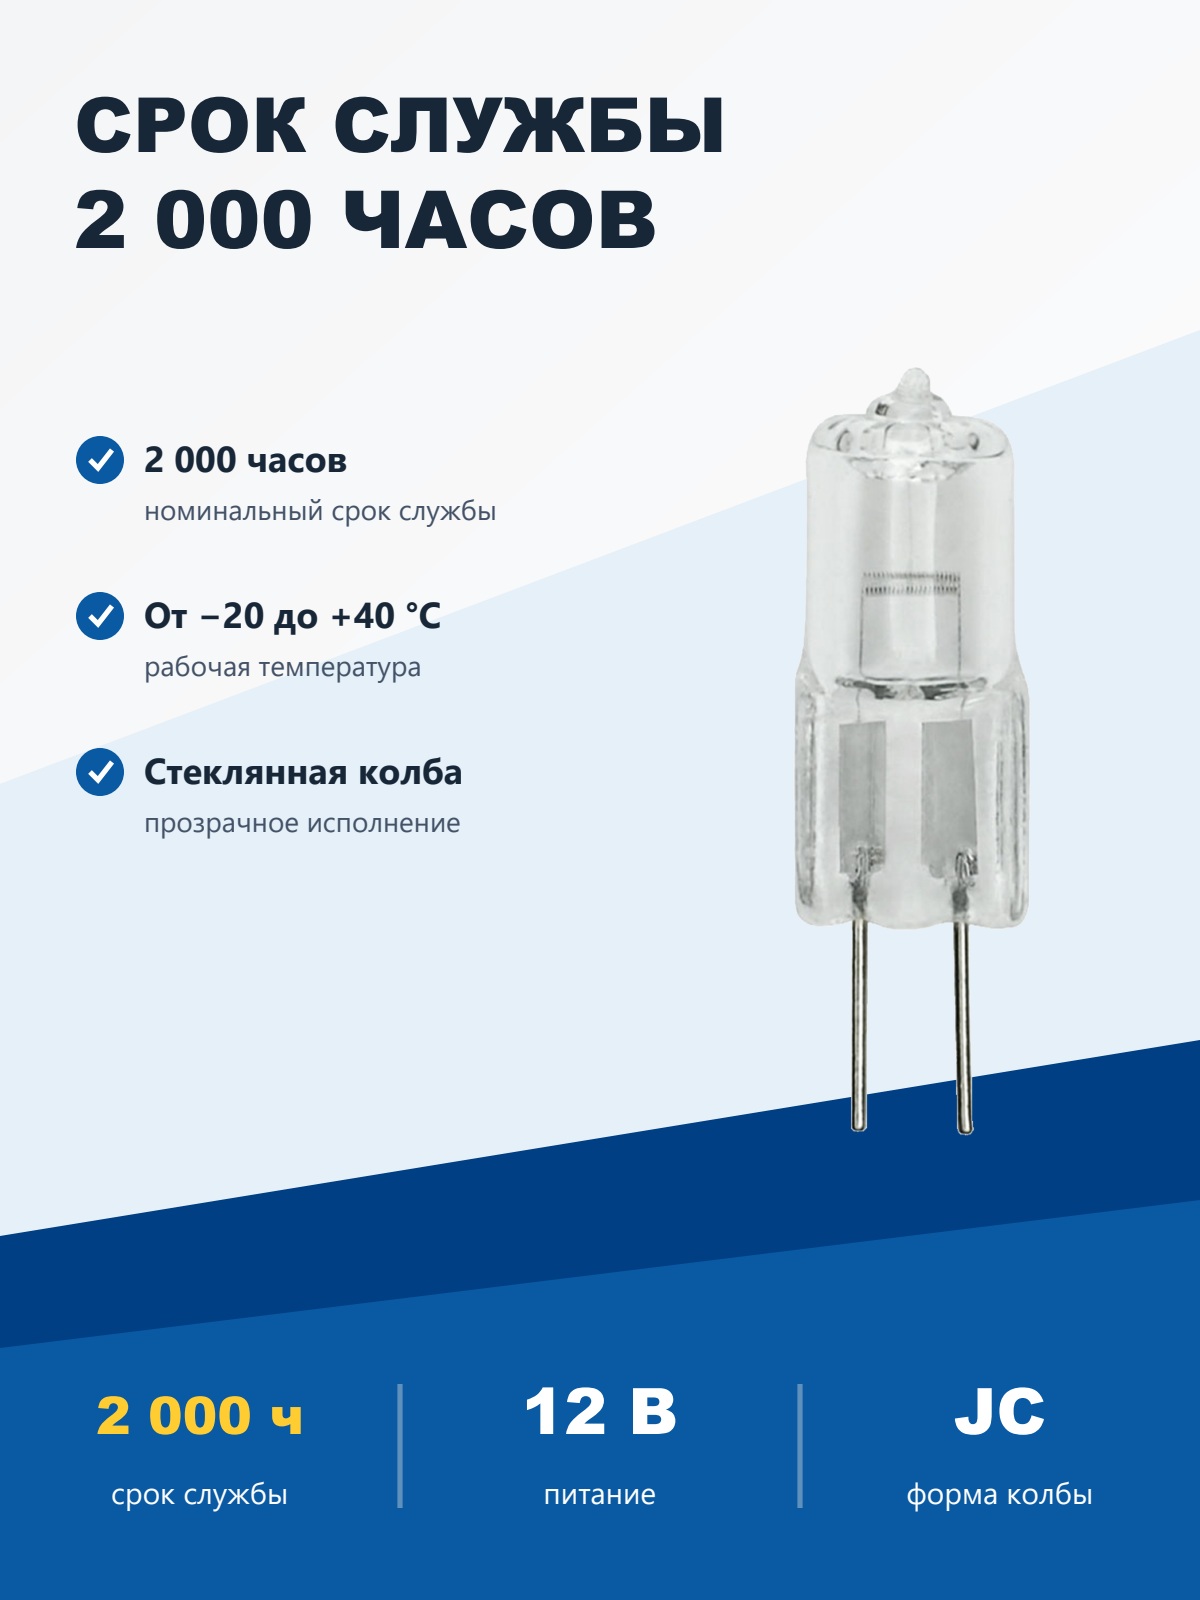 СРОК СЛУЖБЫ
2 000 ЧАСОВ
2 000 часов
номинальный срок службы
От −20 до +40 °C
рабочая температура
Стеклянная колба
прозрачное исполнение
2 000 ч
срок службы
12 В
питание
JC
форма колбы